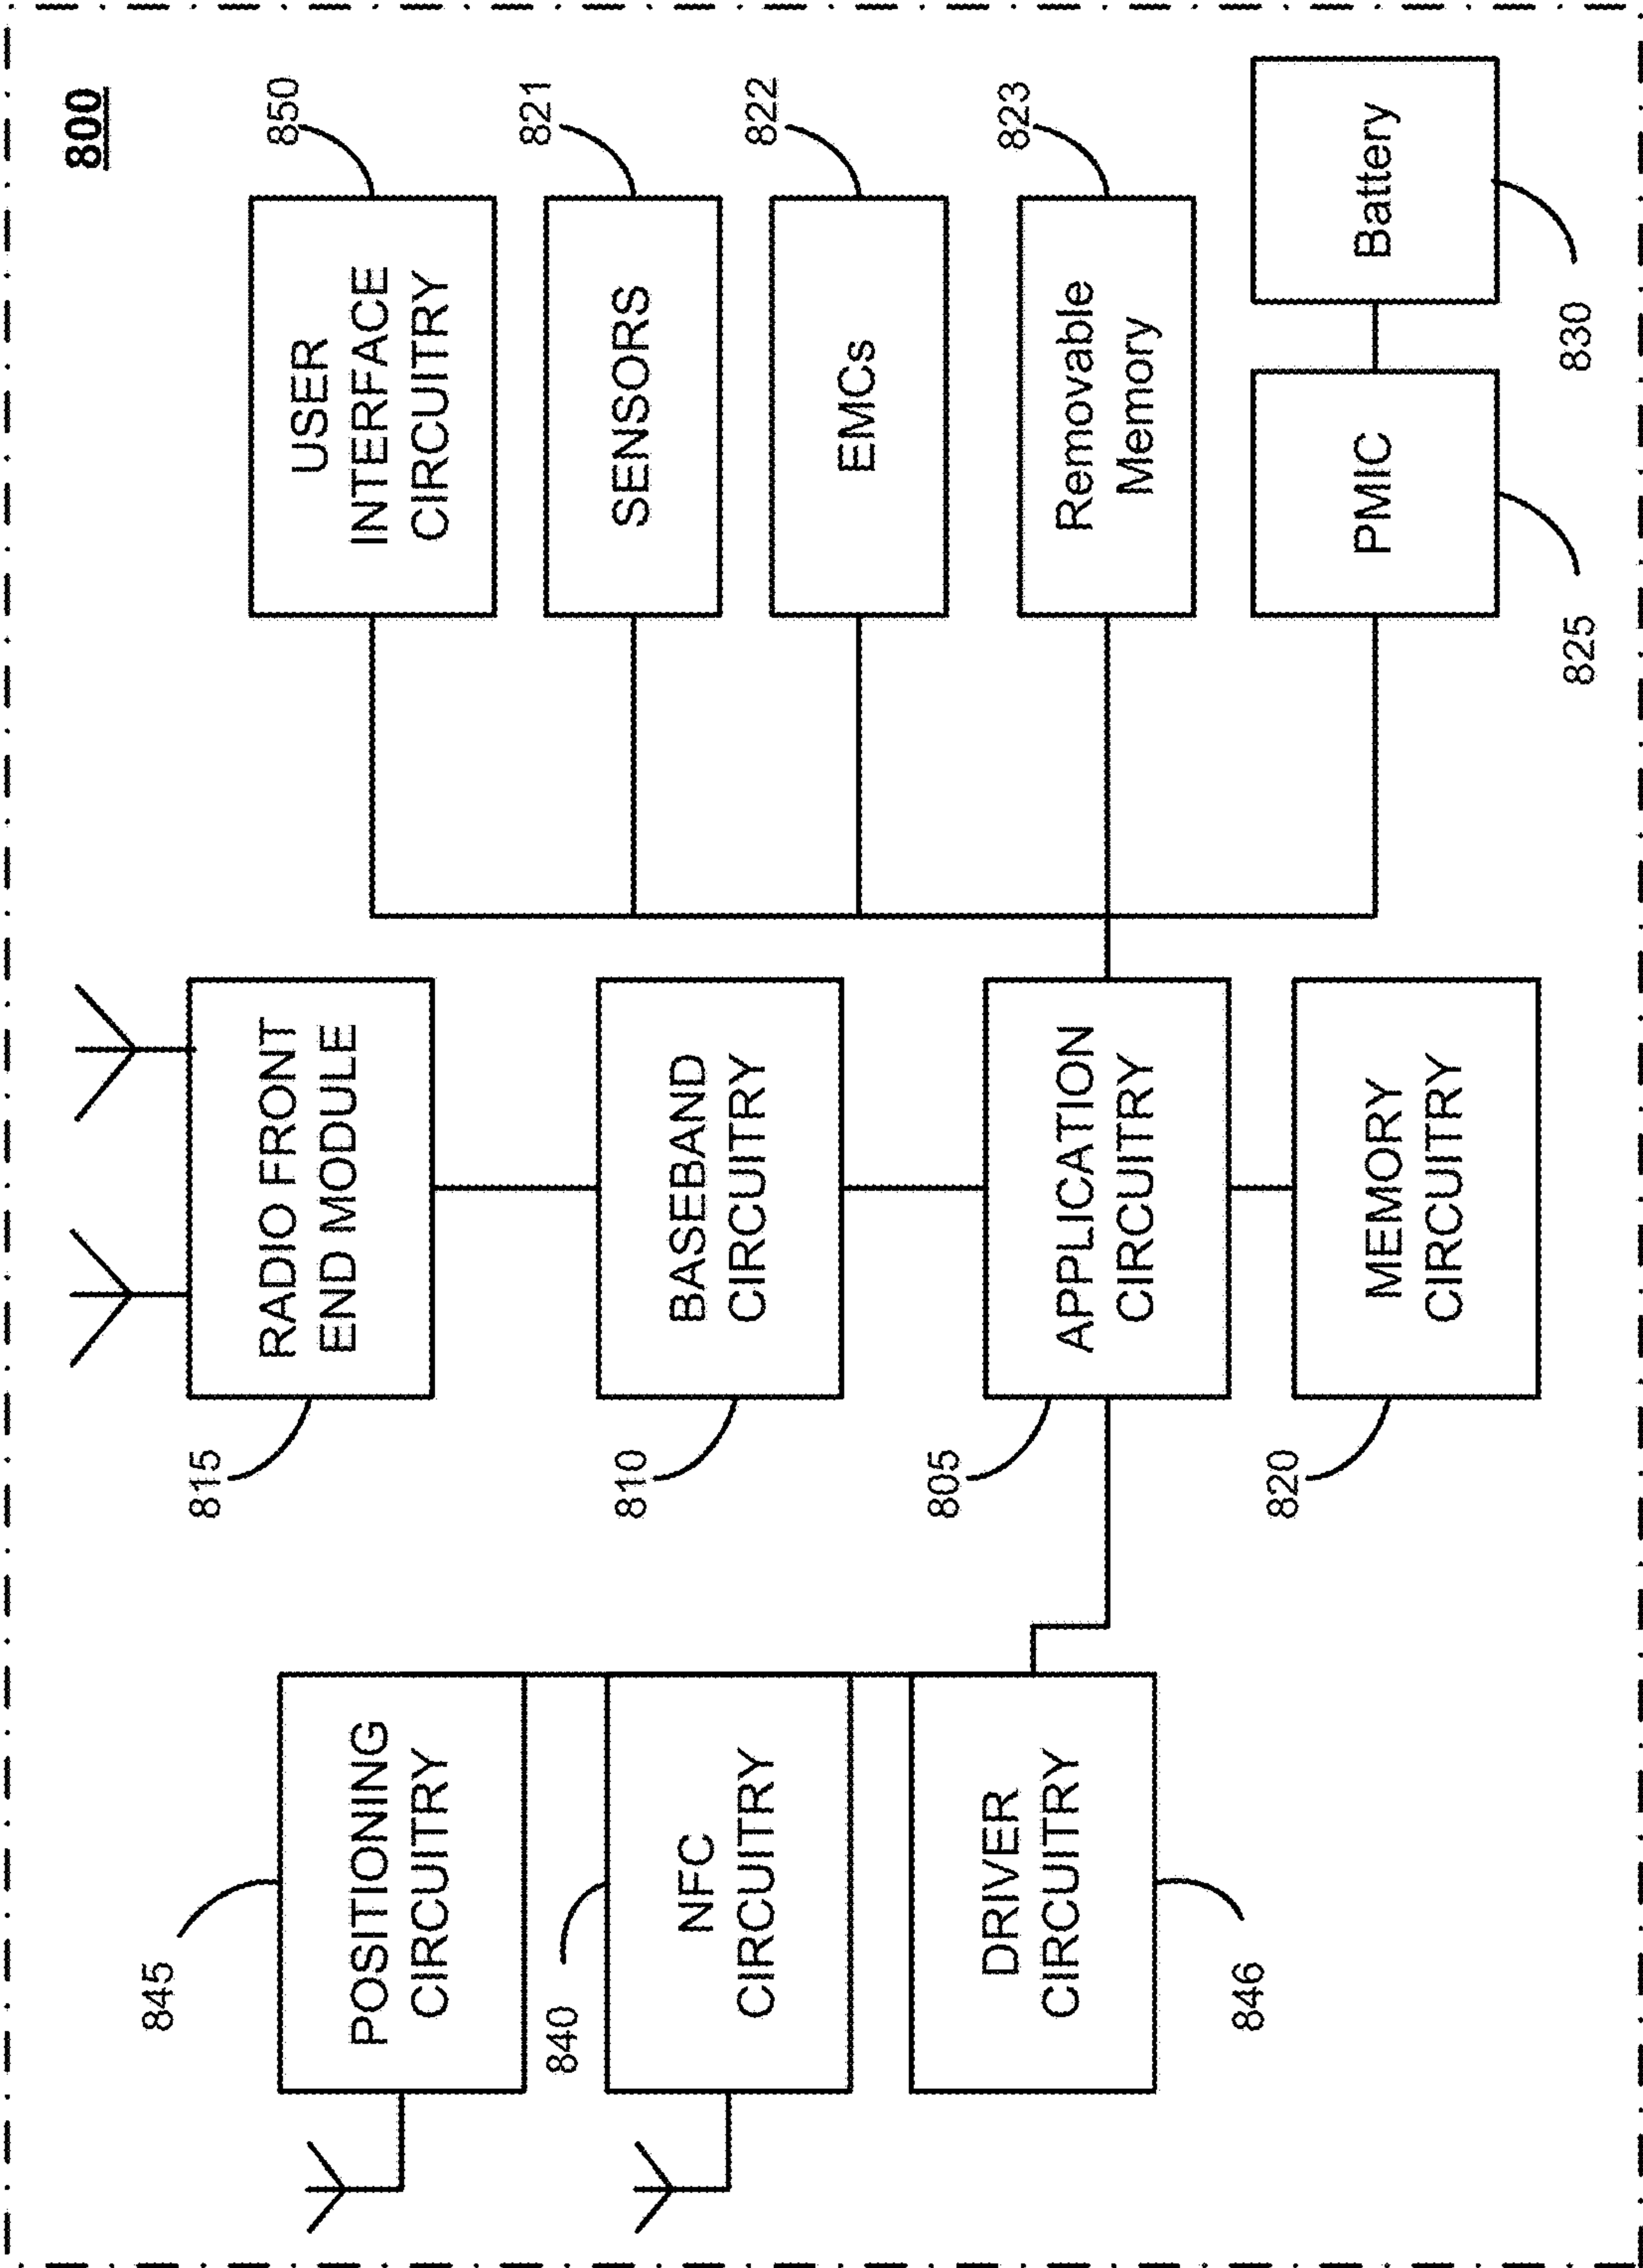 800
845
POSITIONING
CIRCUITRY
840
NFC
CIRCUITRY
DRIVER
CIRCUITRY
846
815
RADIO FRONT
END MODULE
810
BASEBAND
CIRCUITRY
805
APPLICATION
CIRCUITRY
820
MEMORY
CIRCUITRY
850
USER
INTERFACE
CIRCUITRY
821
SENSORS
822
EMCs
823
Removable
Memory
PMIC
825
Battery
830